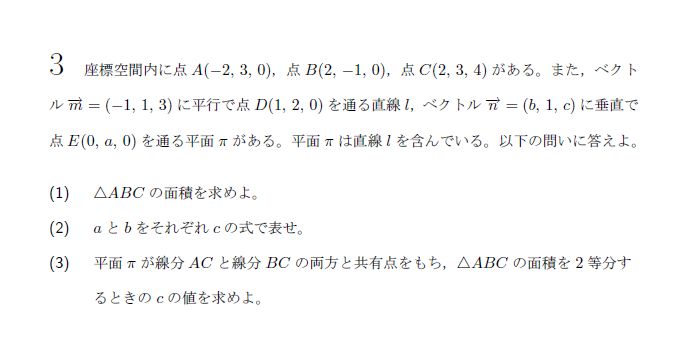 3 座標空間内に点 A(−2, 3, 0), 点 B(2, −1, 0), 点 C(2, 3, 4) がある。また，ベクト
ル m⃗ = (−1, 1, 3) に平行で点 D(1, 2, 0) を通る直線 l, ベクトル n⃗ = (b, 1, c) に垂直で
点 E(0, a, 0) を通る平面 π がある。平面 π は直線 l を含んでいる。以下の問いに答えよ。
(1) △ABC の面積を求めよ。
(2) a と b をそれぞれ c の式で表せ。
(3) 平面 π が線分 AC と線分 BC の両方と共有点をもち，△ABC の面積を 2 等分す
るときの c の値を求めよ。